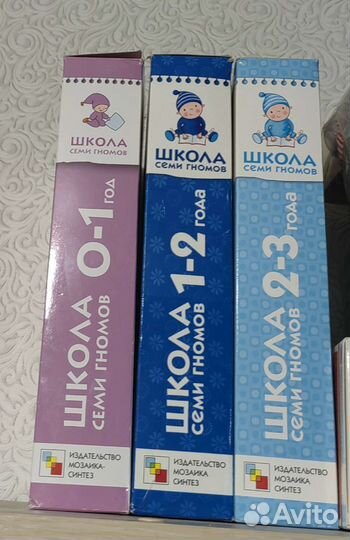 ШКОЛА
СЕМИ ГНОМОВ
ШКОЛА 0-1 ГОД
СЕМИ ГНОМОВ
ИЗДАТЕЛЬСТВО
МОЗАИКА-
СИНТЕЗ
ШКОЛА
СЕМИ ГНОМОВ
ШКОЛА 1-2 ГОДА
СЕМИ ГНОМОВ
ИЗДАТЕЛЬСТВО
МОЗАИКА-
СИНТЕЗ
ШКОЛА
СЕМИ ГНОМОВ
ШКОЛА 2-3 ГОДА
СЕМИ ГНОМОВ
ИЗДАТЕЛЬСТВО
МОЗАИКА-
СИНТЕЗ
Avito